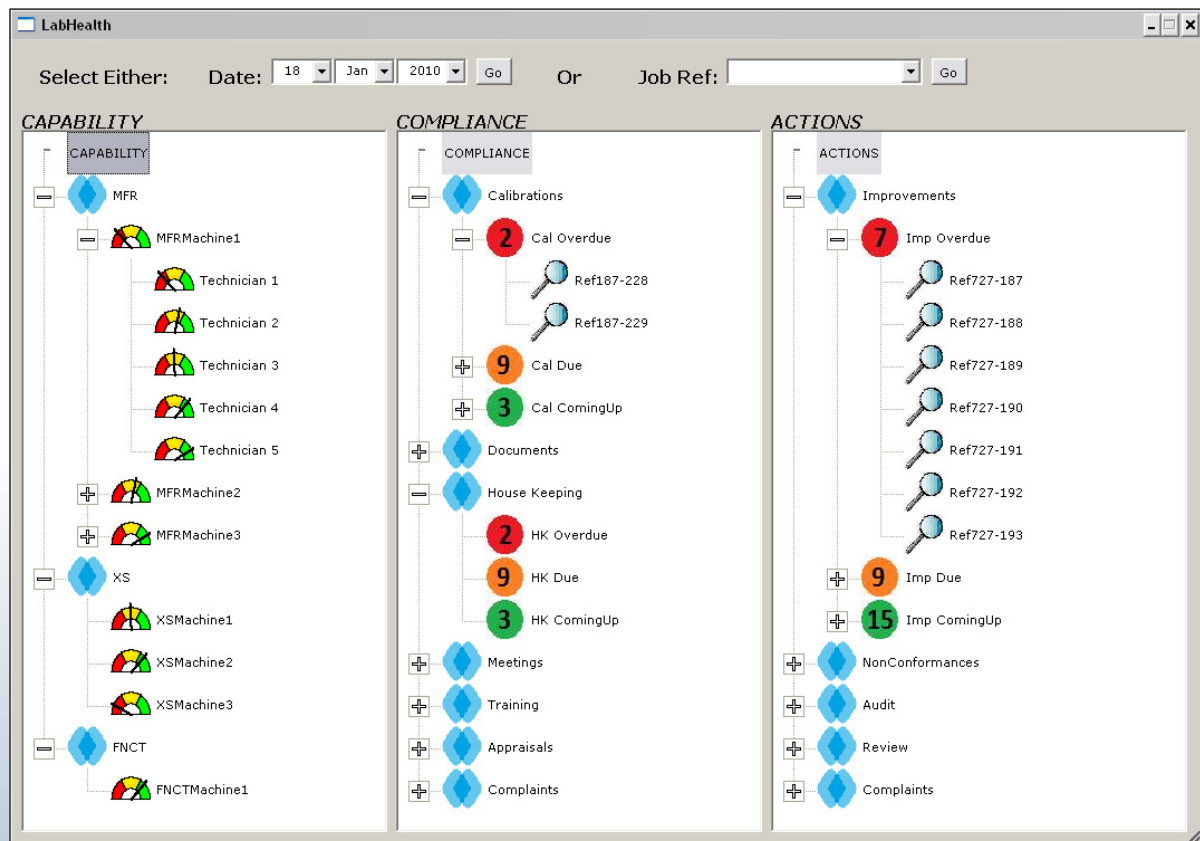 LabHealth
Select Either: Date: 18 Jan 2010 Go Or Job Ref: Go
CAPABILITY
CAPABILITY
MFR
MFRMachine1
Technician 1
Technician 2
Technician 3
Technician 4
Technician 5
MFRMachine2
MFRMachine3
XS
XSMachine1
XSMachine2
XSMachine3
FNCT
FNCTMachine1
COMPLIANCE
COMPLIANCE
Calibrations
2 Cal Overdue
Ref187-228
Ref187-229
9 Cal Due
3 Cal ComingUp
Documents
House Keeping
2 HK Overdue
9 HK Due
3 HK ComingUp
Meetings
Training
Appraisals
Complaints
ACTIONS
ACTIONS
Improvements
7 Imp Overdue
Ref727-187
Ref727-188
Ref727-189
Ref727-190
Ref727-191
Ref727-192
Ref727-193
9 Imp Due
15 Imp ComingUp
NonConformances
Audit
Review
Complaints